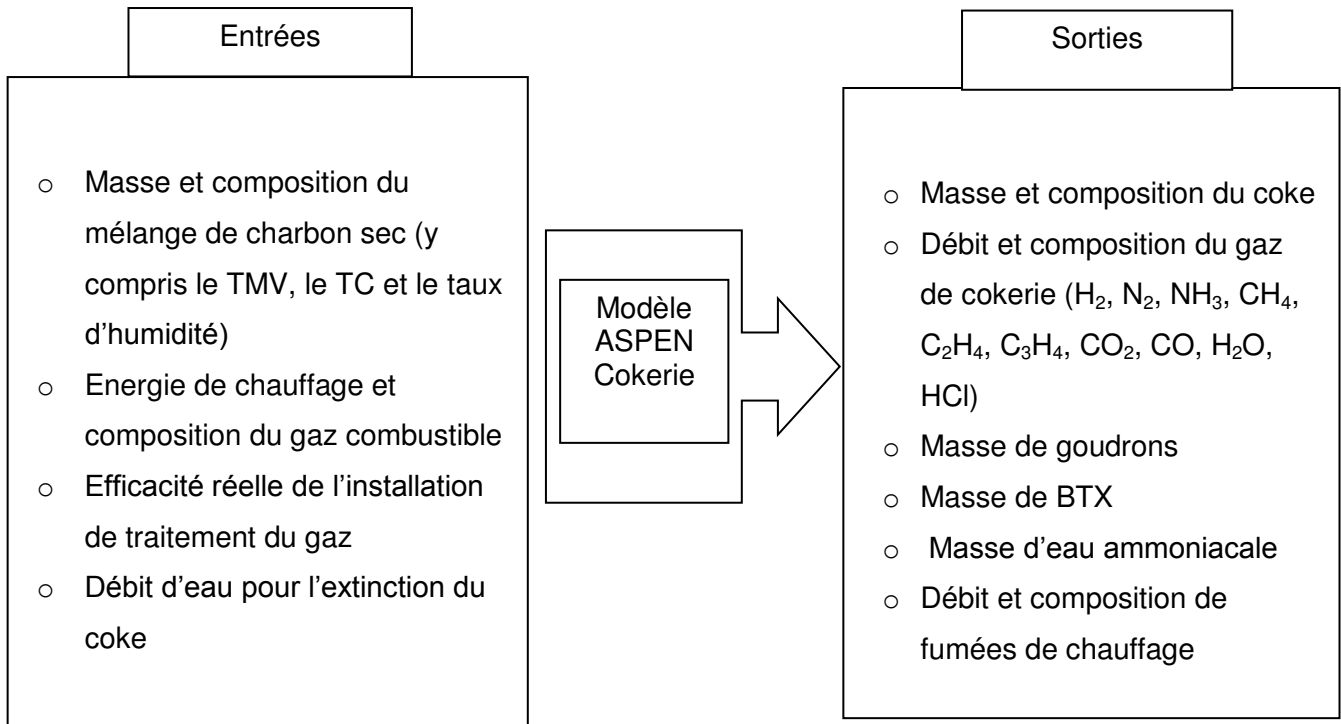 Entrées
o Masse et composition du
mélange de charbon sec (y
compris le TMV, le TC et le taux
d'humidité)
o Energie de chauffage et
composition du gaz combustible
o Efficacité réelle de l'installation
de traitement du gaz
o Débit d'eau pour l'extinction du
coke
Modèle
ASPEN
Cokerie
Sorties
o Masse et composition du coke
o Débit et composition du gaz
de cokerie (H₂, N₂, NH₃, CH₄,
C₂H₄, C₃H₄, CO₂, CO, H₂O,
HCl)
o Masse de goudrons
o Masse de BTX
o Masse d'eau ammoniacale
o Débit et composition de
fumées de chauffage